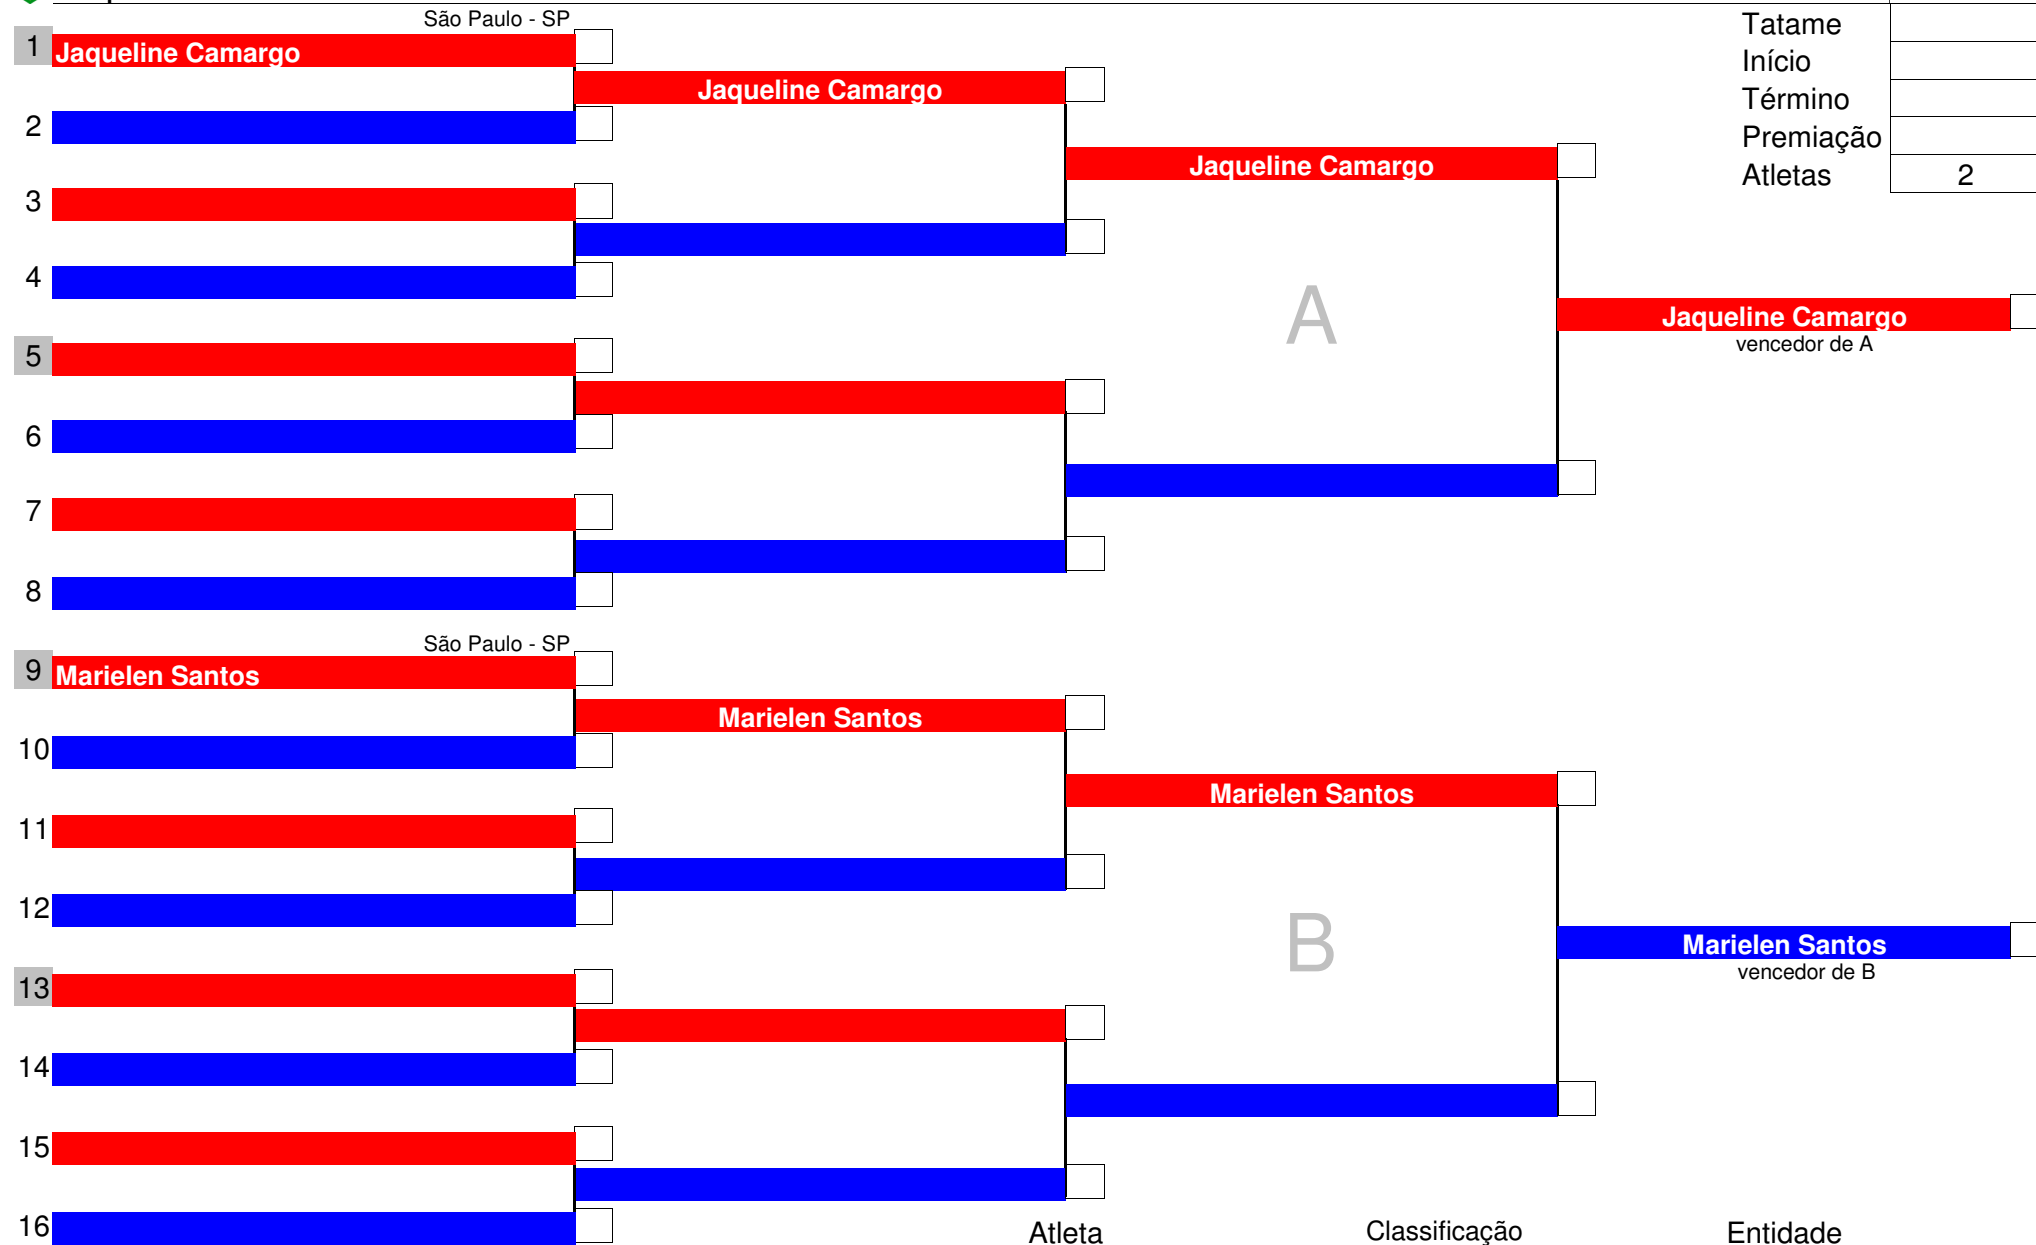 São Paulo - SP
Tatame
1 Jaqueline Camargo
Início
Jaqueline Camargo
Término
2
Premiação
Jaqueline Camargo
Atletas 2
3
4
A
Jaqueline Camargo
vencedor de A
5
6
7
8
São Paulo - SP
9 Marielen Santos
Marielen Santos
10
Marielen Santos
11
12
B
Marielen Santos
vencedor de B
13
14
15
16
Atleta Classificação Entidade